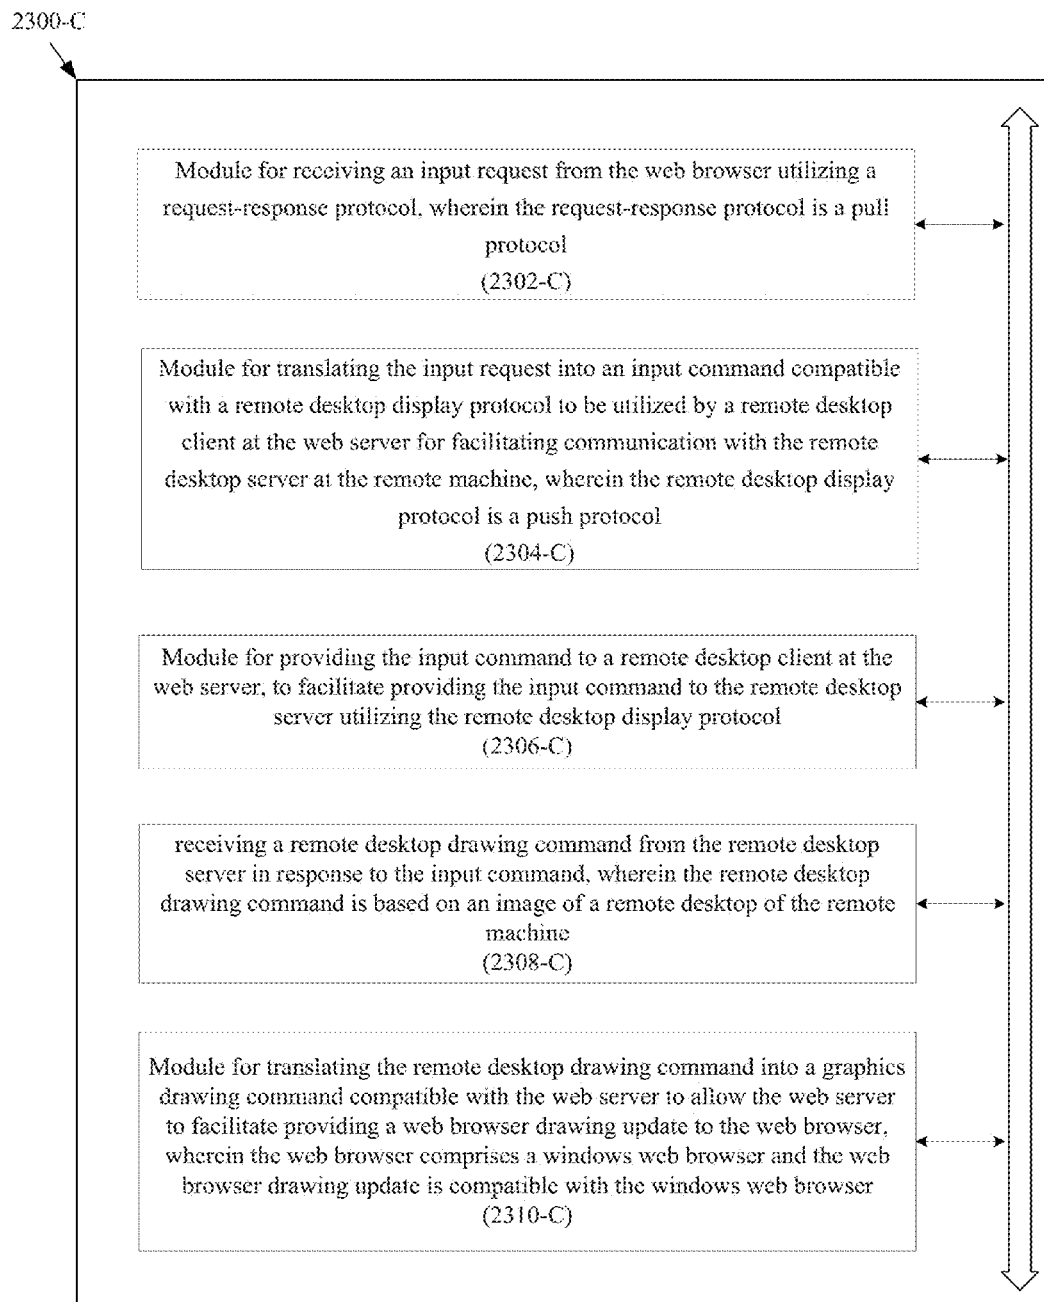 2300-C
Module for receiving an input request from the web browser utilizing a
request-response protocol, wherein the request-response protocol is a pull
protocol
(2302-C)
Module for translating the input request into an input command compatible
with a remote desktop display protocol to be utilized by a remote desktop
client at the web server for facilitating communication with the remote
desktop server at the remote machine, wherein the remote desktop display
protocol is a push protocol
(2304-C)
Module for providing the input command to a remote desktop client at the
web server, to facilitate providing the input command to the remote desktop
server utilizing the remote desktop display protocol
(2306-C)
receiving a remote desktop drawing command from the remote desktop
server in response to the input command, wherein the remote desktop
drawing command is based on an image of a remote desktop of the remote
machine
(2308-C)
Module for translating the remote desktop drawing command into a graphics
drawing command compatible with the web server to allow the web server
to facilitate providing a web browser drawing update to the web browser,
wherein the web browser comprises a windows web browser and the web
browser drawing update is compatible with the windows web browser
(2310-C)